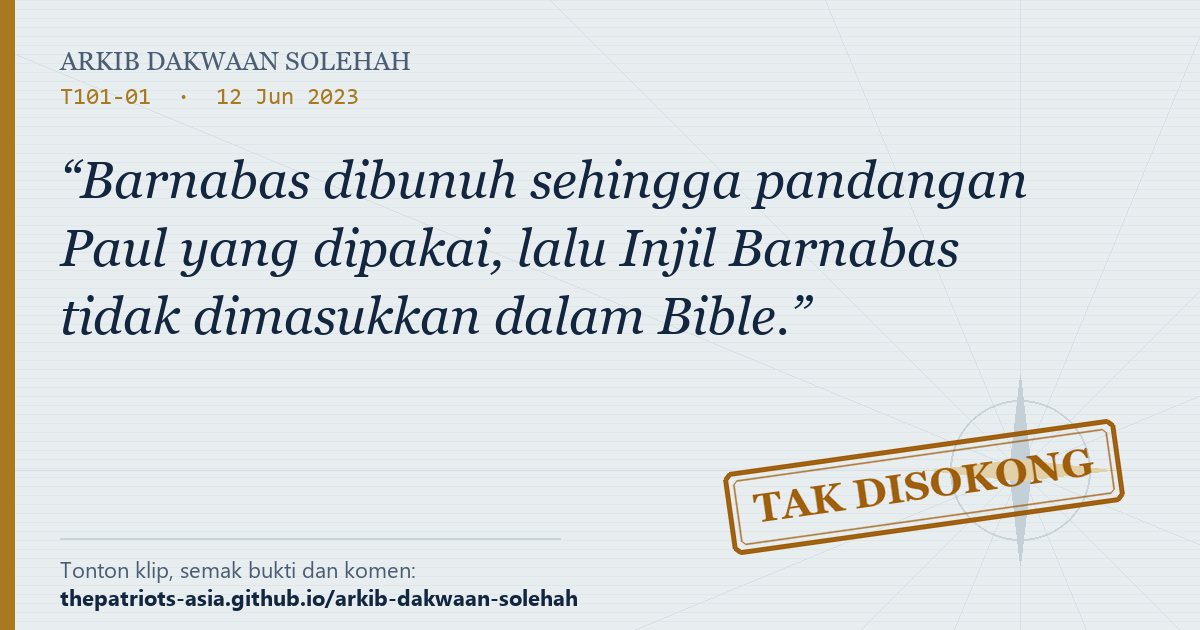 ARKIB DAKWAAN SOLEHAH
T101-01 · 12 Jun 2023
“Barnabas dibunuh sehingga pandangan
Paul yang dipakai, lalu Injil Barnabas
tidak dimasukkan dalam Bible.”
TAK DISOKONG
Tonton klip, semak bukti dan komen:
thepatriots-asia.github.io/arkib-dakwaan-solehah